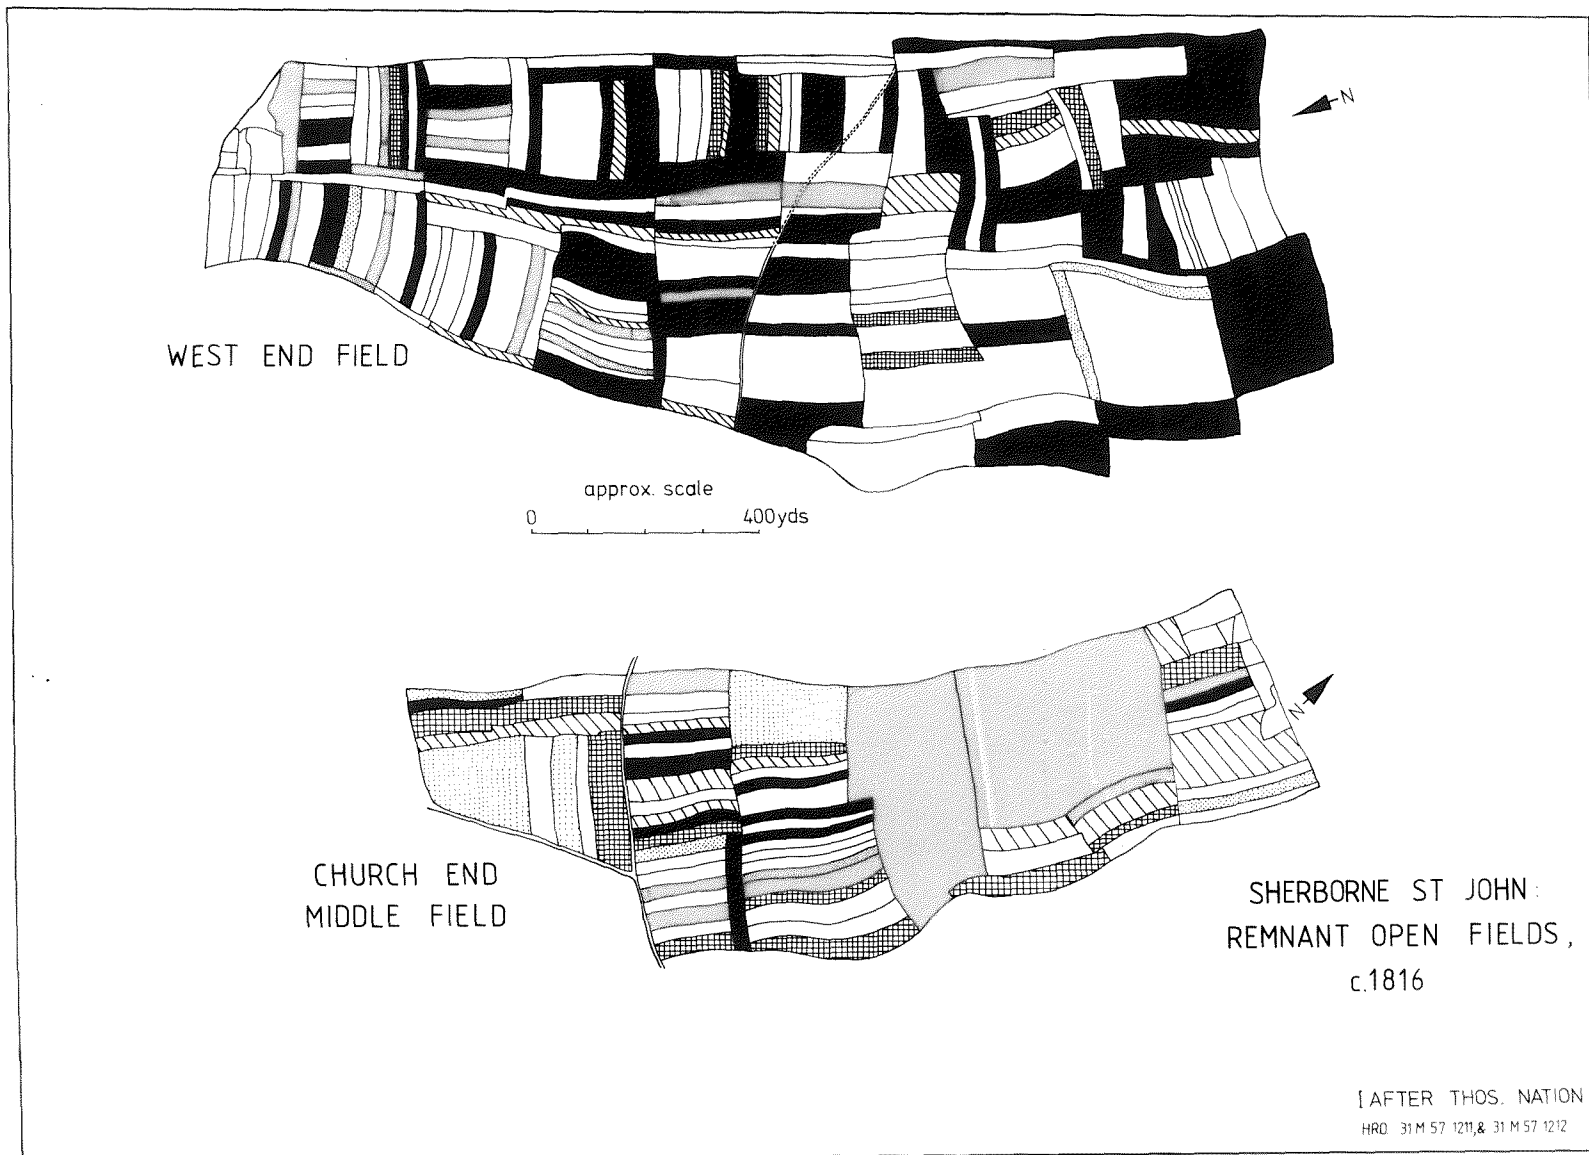 N
WEST END FIELD
approx. scale
0 400yds
N
CHURCH END
MIDDLE FIELD
SHERBORNE ST JOHN:
REMNANT OPEN FIELDS,
c.1816
[AFTER THOS. NATION
HRO. 31 M 57 1211,& 31 M 57 1212